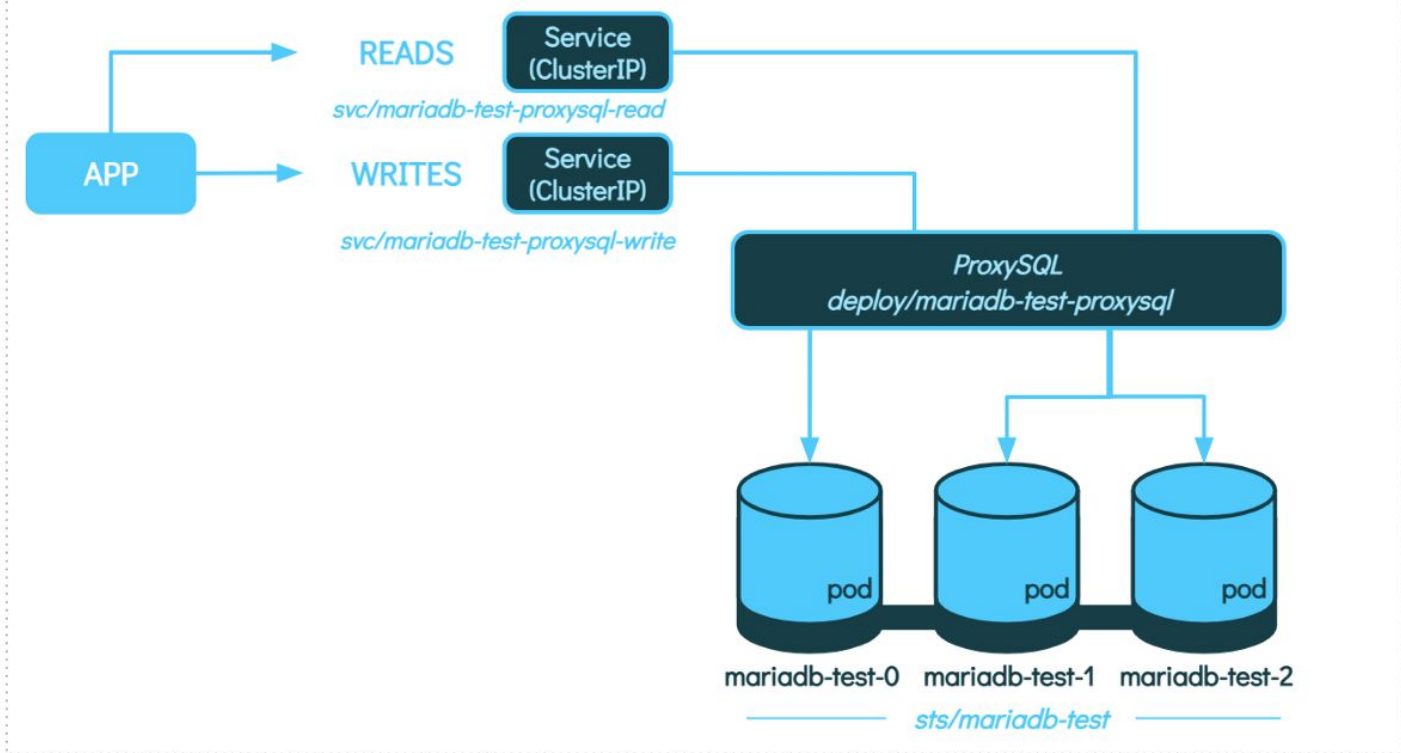 READS
Service
(ClusterIP)
svc/mariadb-test-proxysql-read
APP
WRITES
Service
(ClusterIP)
svc/mariadb-test-proxysql-write
ProxySQL
deploy/mariadb-test-proxysql
pod
pod
pod
mariadb-test-0
mariadb-test-1
mariadb-test-2
sts/mariadb-test